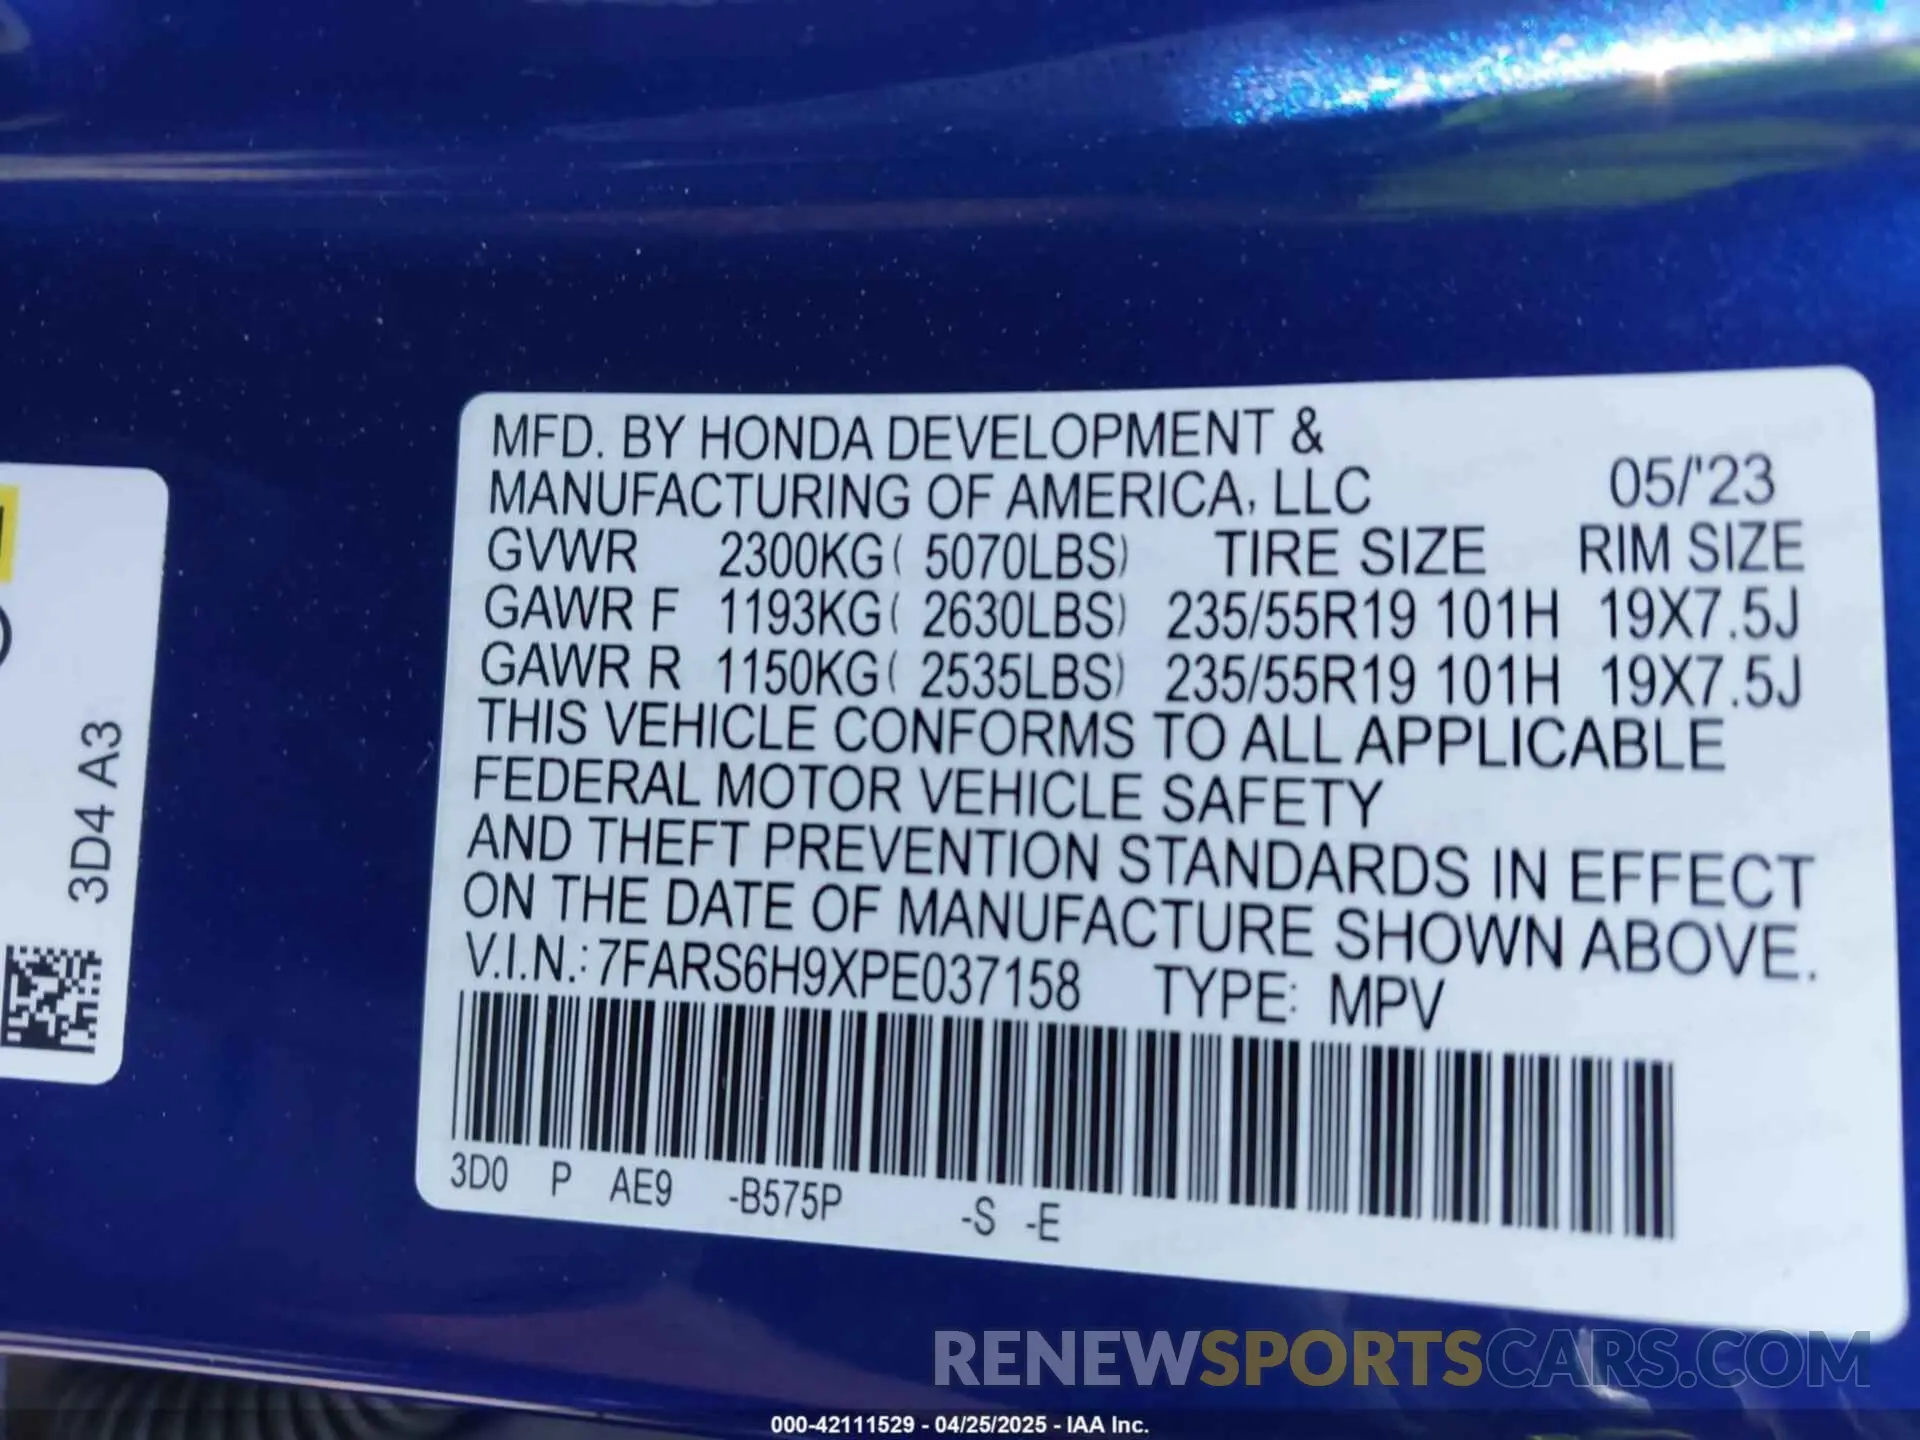 MFD. BY HONDA DEVELOPMENT &
MANUFACTURING OF AMERICA, LLC 05/'23
GVWR 2300KG( 5070LBS) TIRE SIZE RIM SIZE
GAWR F 1193KG( 2630LBS) 235/55R19 101H 19X7.5J
GAWR R 1150KG( 2535LBS) 235/55R19 101H 19X7.5J
THIS VEHICLE CONFORMS TO ALL APPLICABLE
FEDERAL MOTOR VEHICLE SAFETY
AND THEFT PREVENTION STANDARDS IN EFFECT
ON THE DATE OF MANUFACTURE SHOWN ABOVE.
V.I.N.: 7FARS6H9XPE037158 TYPE: MPV
3D0 P AE9 -B575P -S -E
3D4 A3
RENEWSPORTSCARS.COM
000-42111529 - 04/25/2025 - IAA Inc.